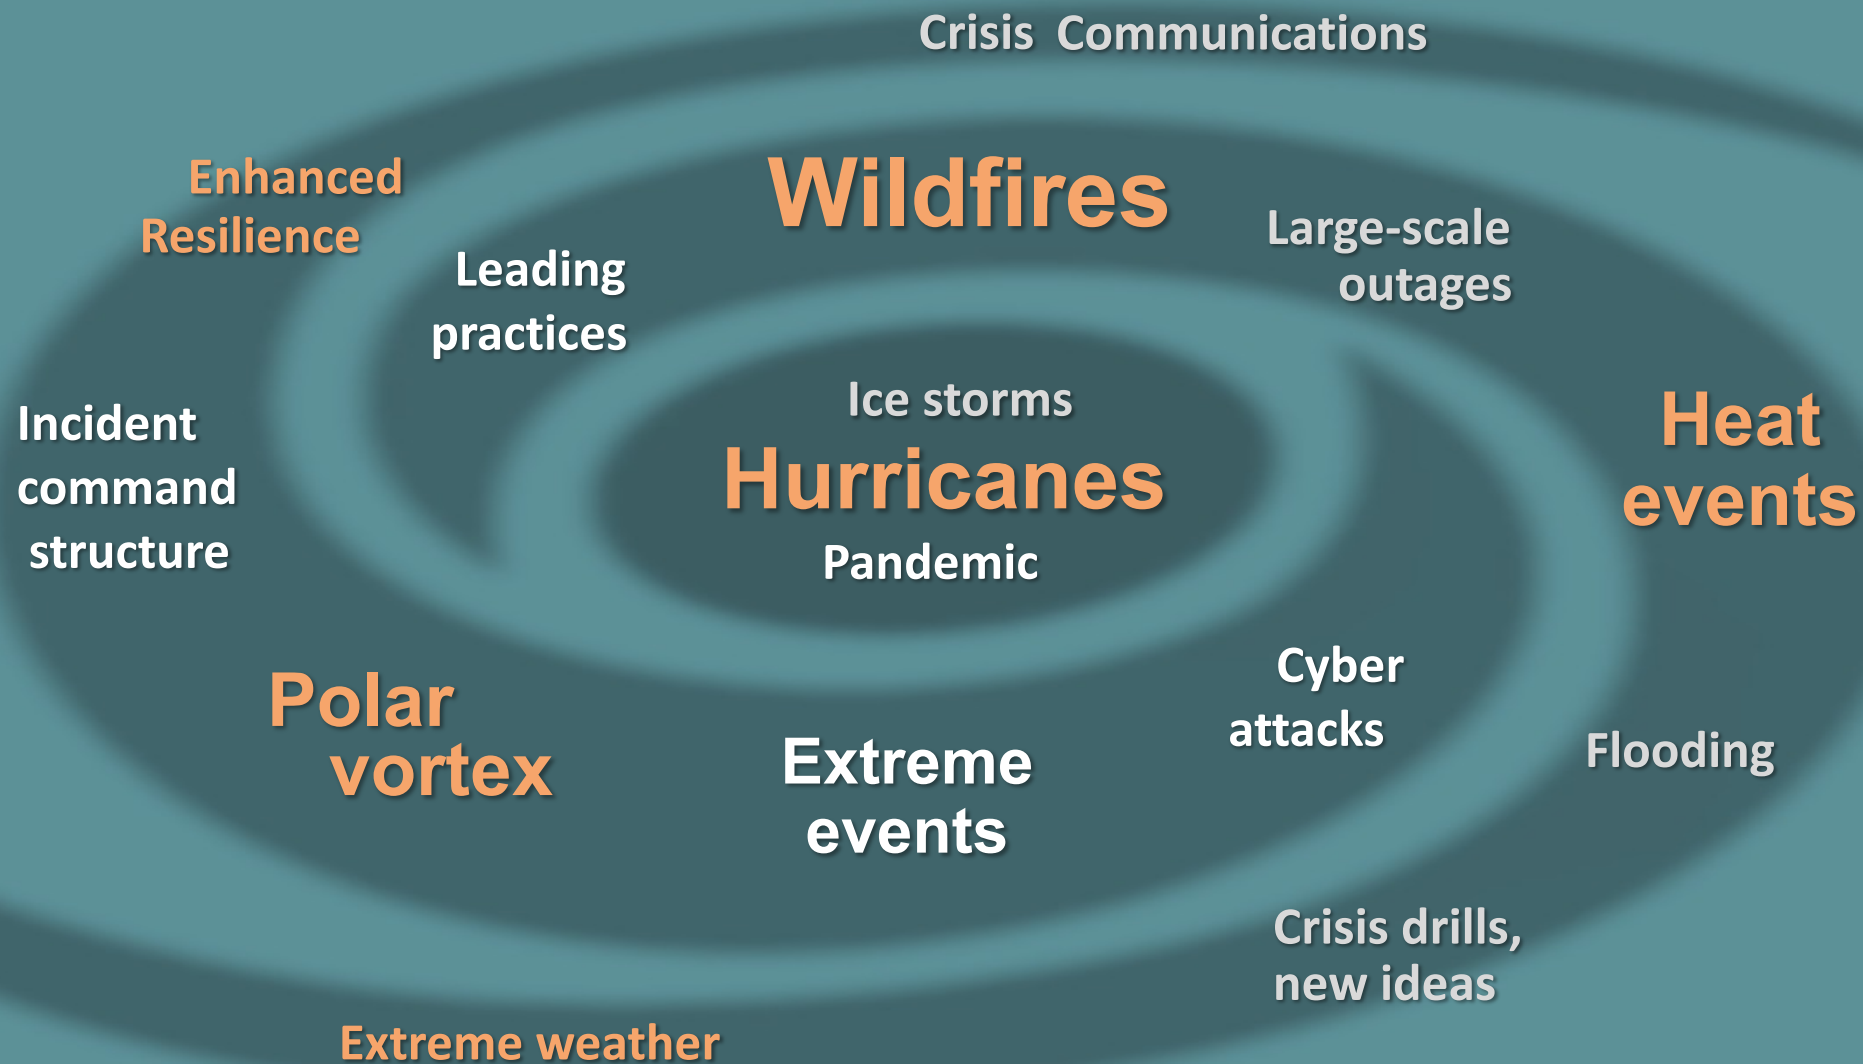 Crisis Communications
Enhanced
Resilience
Wildfires
Large-scale
outages
Leading
practices
Ice storms
Hurricanes
Pandemic
Incident
command
structure
Heat
events
Polar
vortex
Extreme
events
Cyber
attacks
Flooding
Crisis drills,
new ideas
Extreme weather